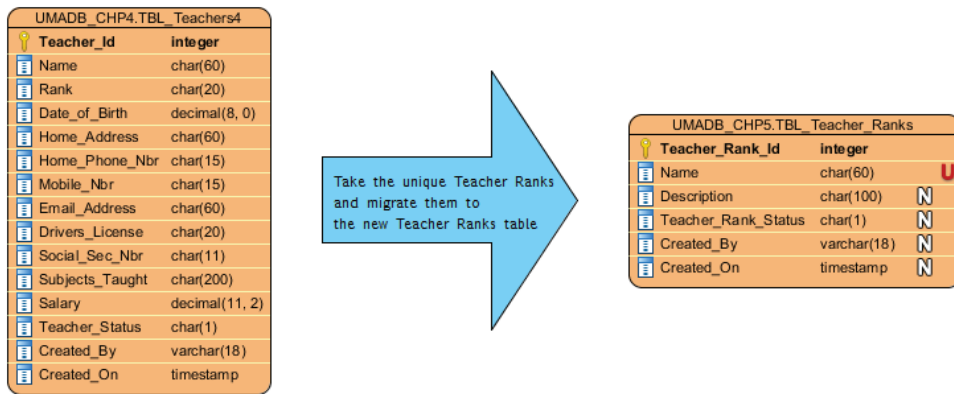 UMADB_CHP4.TBL_Teachers4
Teacher_Id integer
Name char(60)
Rank char(20)
Date_of_Birth decimal(8, 0)
Home_Address char(60)
Home_Phone_Nbr char(15)
Mobile_Nbr char(15)
Email_Address char(60)
Drivers_License char(20)
Social_Sec_Nbr char(11)
Subjects_Taught char(200)
Salary decimal(11, 2)
Teacher_Status char(1)
Created_By varchar(18)
Created_On timestamp
Take the unique Teacher Ranks
and migrate them to
the new Teacher Ranks table
UMADB_CHP5.TBL_Teacher_Ranks
Teacher_Rank_Id integer
Name char(60) U
Description char(100) N
Teacher_Rank_Status char(1) N
Created_By varchar(18) N
Created_On timestamp N